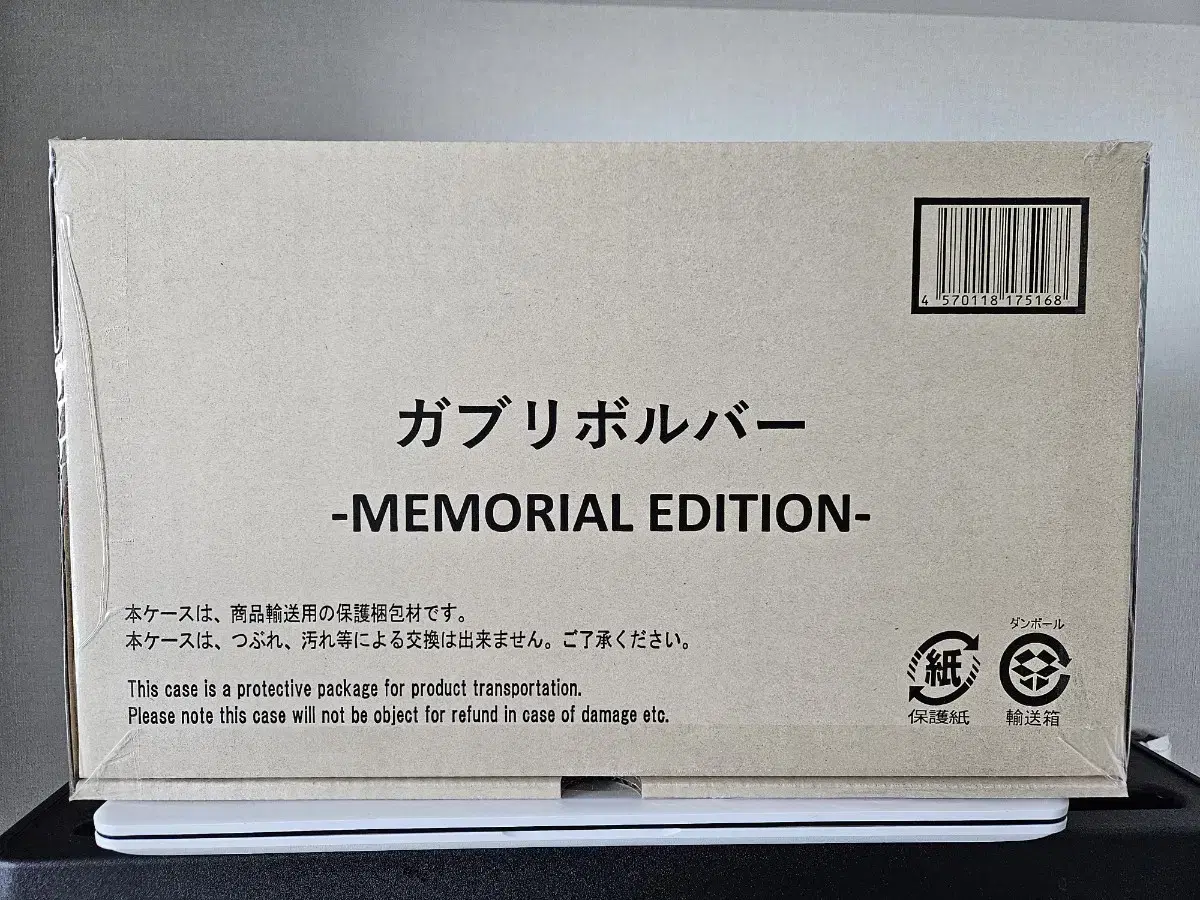 4 570118 175168
ガブリボルバー
-MEMORIAL EDITION-
本ケースは、商品輸送用の保護梱包材です。
本ケースは、つぶれ、汚れ等による交換は出来ません。ご了承ください。
This case is a protective package for product transportation.
Please note this case will not be object for refund in case of damage etc.
紙
保護紙
ダンボール
輸送箱